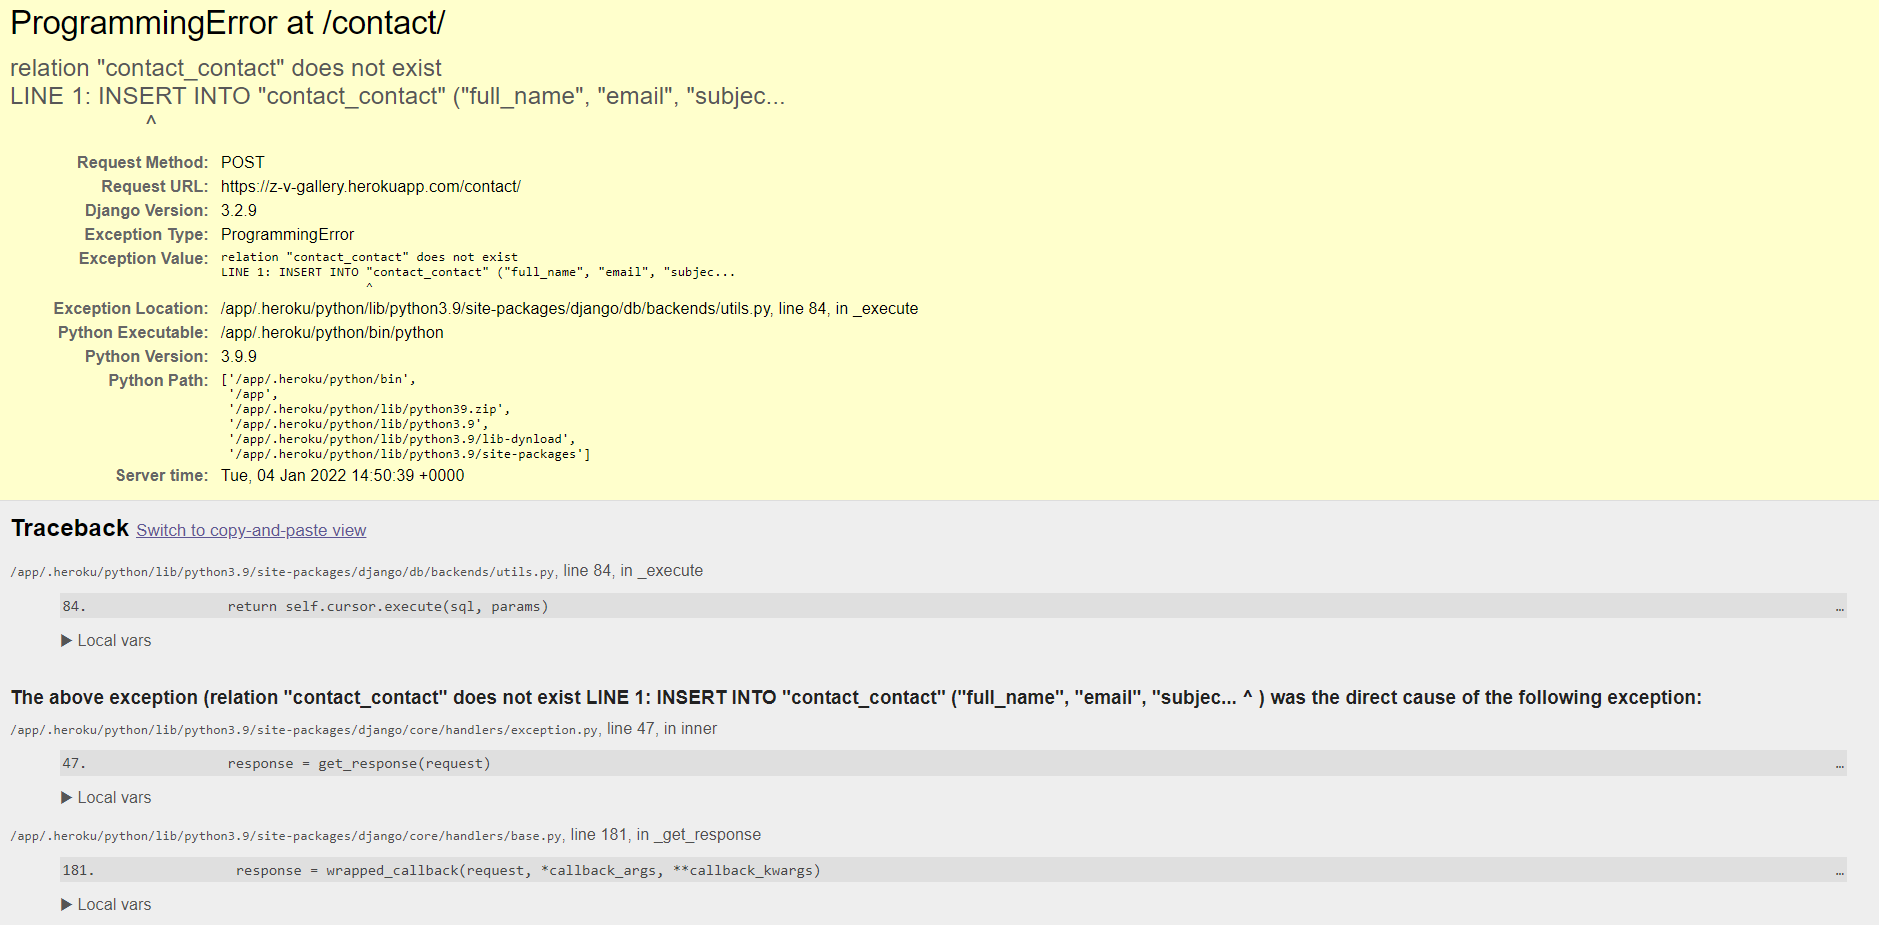 ProgrammingError at /contact/
relation "contact_contact" does not exist
LINE 1: INSERT INTO "contact_contact" ("full_name", "email", "subjec...
^
Request Method: POST
Request URL: https://z-v-gallery.herokuapp.com/contact/
Django Version: 3.2.9
Exception Type: ProgrammingError
Exception Value: relation "contact_contact" does not exist
LINE 1: INSERT INTO "contact_contact" ("full_name", "email", "subjec...
^
Exception Location: /app/.heroku/python/lib/python3.9/site-packages/django/db/backends/utils.py, line 84, in _execute
Python Executable: /app/.heroku/python/bin/python
Python Version: 3.9.9
Python Path: ['/app/.heroku/python/bin',
'/app',
'/app/.heroku/python/lib/python39.zip',
'/app/.heroku/python/lib/python3.9',
'/app/.heroku/python/lib/python3.9/lib-dynload',
'/app/.heroku/python/lib/python3.9/site-packages']
Server time: Tue, 04 Jan 2022 14:50:39 +0000
Traceback Switch to copy-and-paste view
/app/.heroku/python/lib/python3.9/site-packages/django/db/backends/utils.py, line 84, in _execute
84. return self.cursor.execute(sql, params) …
▶ Local vars
The above exception (relation "contact_contact" does not exist LINE 1: INSERT INTO "contact_contact" ("full_name", "email", "subjec... ^ ) was the direct cause of the following exception:
/app/.heroku/python/lib/python3.9/site-packages/django/core/handlers/exception.py, line 47, in inner
47. response = get_response(request) …
▶ Local vars
/app/.heroku/python/lib/python3.9/site-packages/django/core/handlers/base.py, line 181, in _get_response
181. response = wrapped_callback(request, *callback_args, **callback_kwargs) …
▶ Local vars